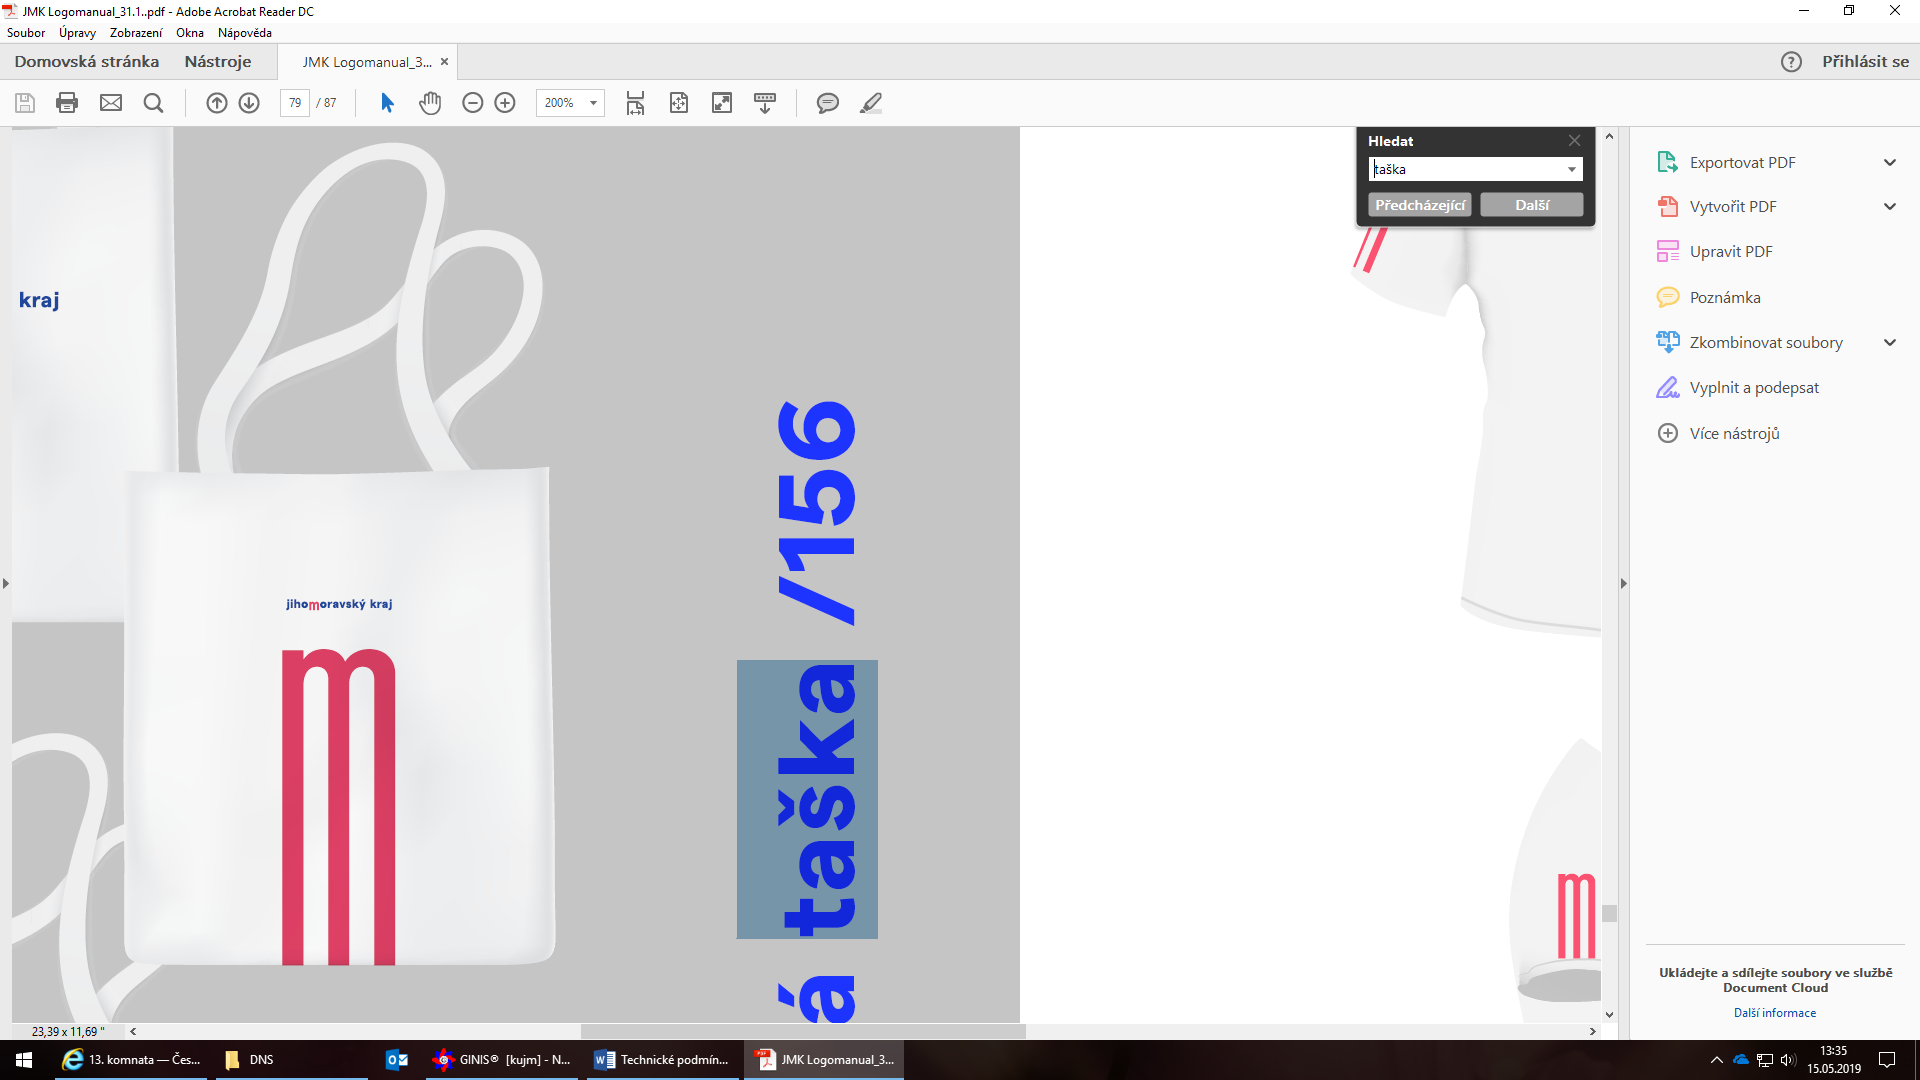 JMK Logomanual_31.1..pdf - Adobe Acrobat Reader DC
Soubor Úpravy Zobrazení Okna Nápověda
Domovská stránka Nástroje JMK Logomanual_3... × Přihlásit se
79 / 87 200%
Hledat
taška
Předcházející Další
kraj
jihomoravský kraj
m
á taška /156
m
Exportovat PDF
Vytvořit PDF
Upravit PDF
Poznámka
Zkombinovat soubory
Vyplnit a podepsat
Více nástrojů
Ukládejte a sdílejte soubory ve službě
Document Cloud
Další informace
23,39 x 11,69 "
13. komnata — Čes...
DNS
GINIS® [kujm] - N...
Technické podmín...
JMK Logomanual_3...
13:35
15.05.2019